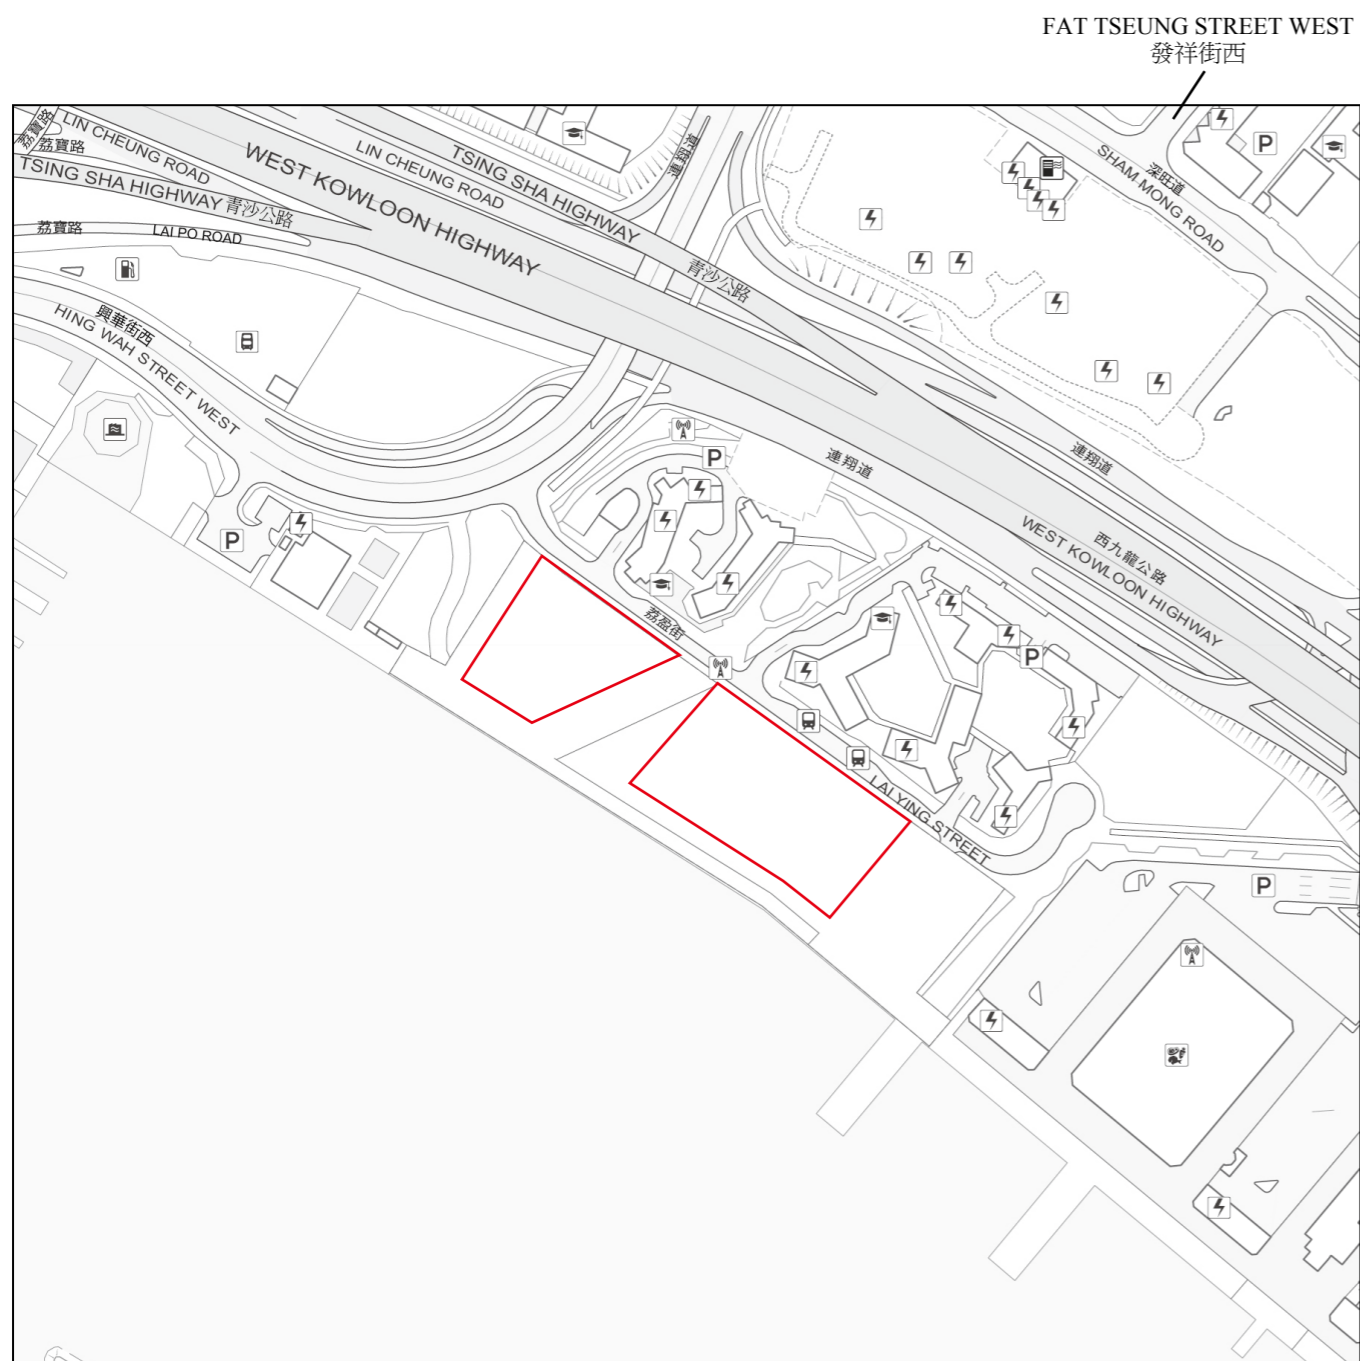 FAT TSEUNG STREET WEST
發祥街西
荔寶路
LIN CHEUNG ROAD
荔寶路
TSING SHA HIGHWAY 青沙公路
荔寶路
LAI PO ROAD
WEST KOWLOON HIGHWAY
LIN CHEUNG ROAD
TSING SHA HIGHWAY
青沙公路
深旺道
SHAM MONG ROAD
P
興華街西
HING WAH STREET WEST
P
連翔道
連翔道
西九龍公路
WEST KOWLOON HIGHWAY
P
荔盈街
P
LAI YING STREET
P